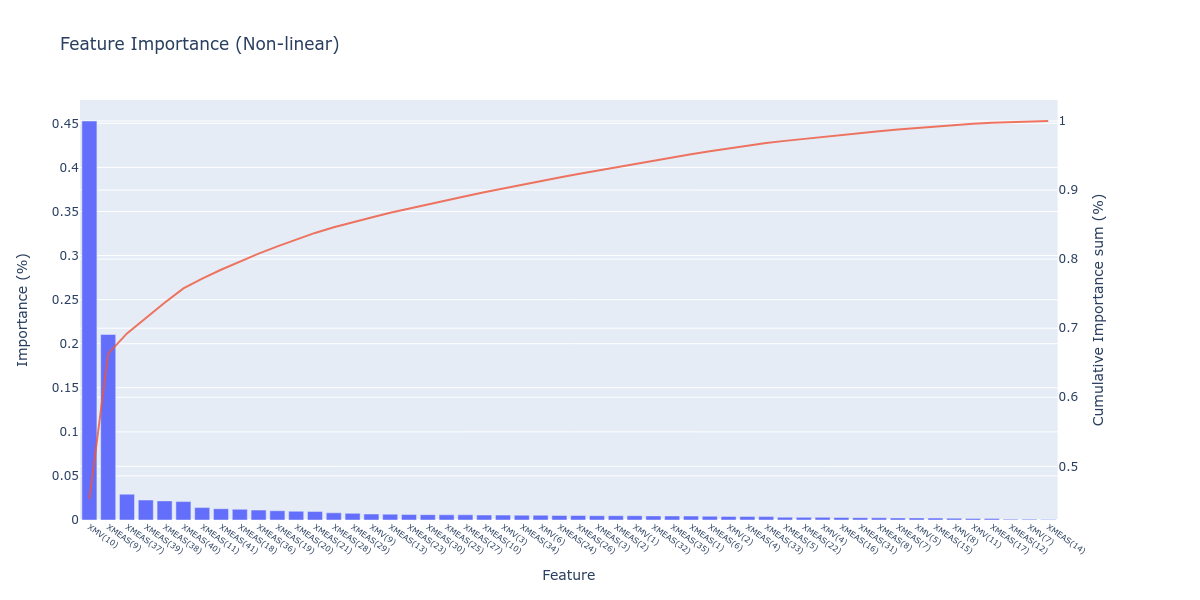 Feature Importance (Non-linear)
0.45
0.4
0.35
0.3
0.25
0.2
0.15
0.1
0.05
0
Importance (%)
1
0.9
0.8
0.7
0.6
0.5
Cumulative Importance sum (%)
XMV(10)
XMEAS(9)
XMEAS(37)
XMEAS(39)
XMEAS(38)
XMEAS(40)
XMEAS(11)
XMEAS(41)
XMEAS(18)
XMEAS(36)
XMEAS(19)
XMEAS(20)
XMEAS(21)
XMEAS(28)
XMEAS(29)
XMV(9)
XMEAS(13)
XMEAS(23)
XMEAS(30)
XMEAS(25)
XMEAS(27)
XMEAS(10)
XMV(3)
XMEAS(34)
XMV(6)
XMEAS(24)
XMEAS(26)
XMEAS(3)
XMEAS(2)
XMV(1)
XMEAS(32)
XMEAS(35)
XMEAS(1)
XMEAS(6)
XMV(2)
XMEAS(4)
XMEAS(33)
XMEAS(5)
XMEAS(22)
XMV(4)
XMEAS(16)
XMEAS(31)
XMEAS(8)
XMEAS(7)
XMV(5)
XMEAS(15)
XMV(8)
XMV(11)
XMEAS(17)
XMEAS(12)
XMV(7)
XMEAS(14)
Feature